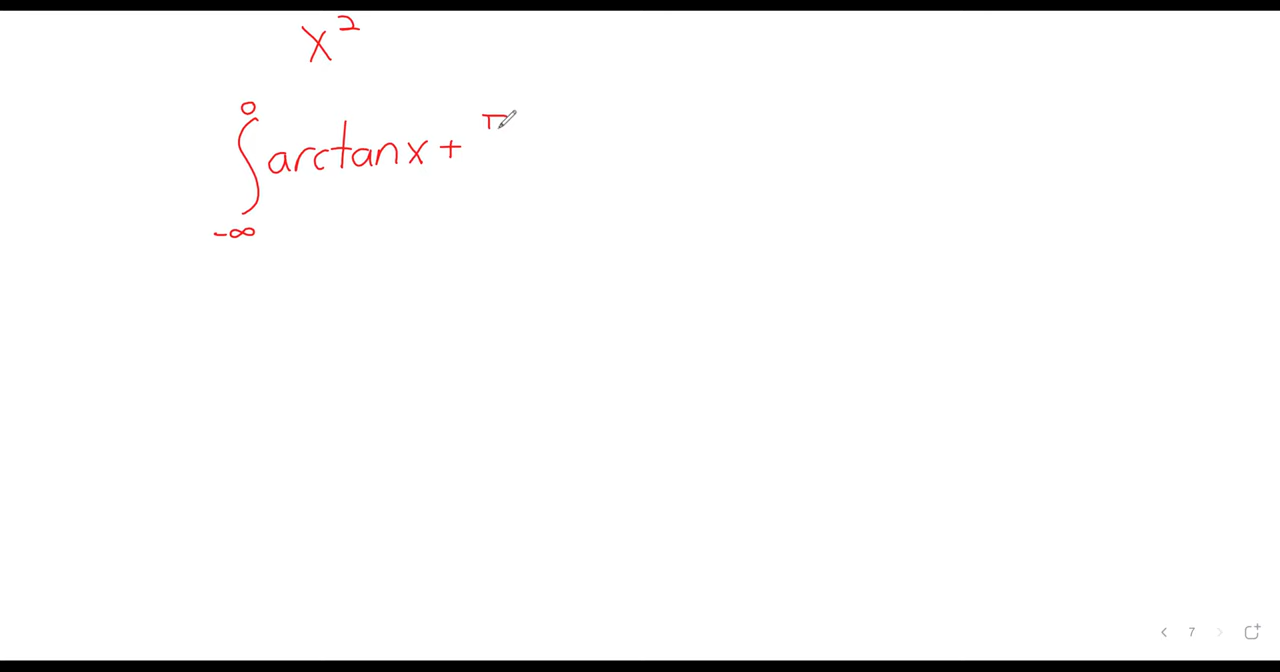 x²
∫₋∞⁰ arctanx +
7